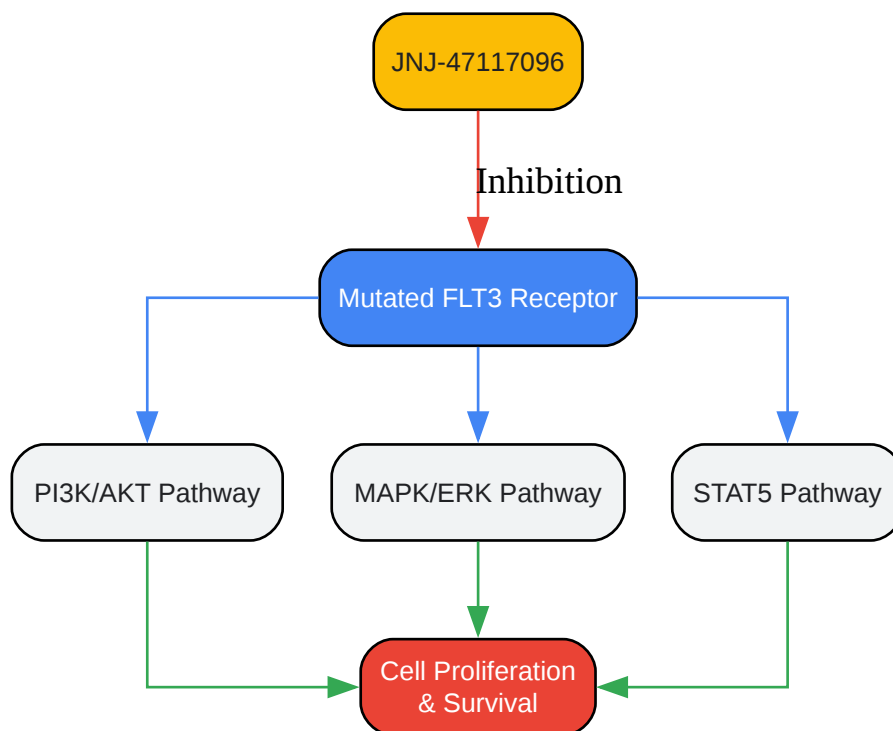 JNJ-47117096
Inhibition
Mutated FLT3 Receptor
PI3K/AKT Pathway
MAPK/ERK Pathway
STAT5 Pathway
Cell Proliferation
& Survival